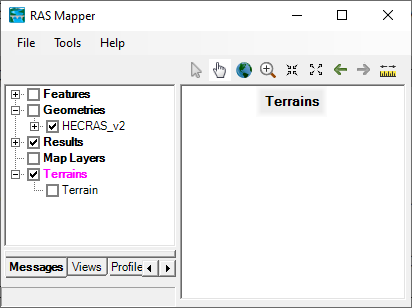 RAS Mapper
File Tools Help
Features
Geometries
HECRAS_v2
Results
Map Layers
Terrains
Terrain
Terrains
Messages Views Profile